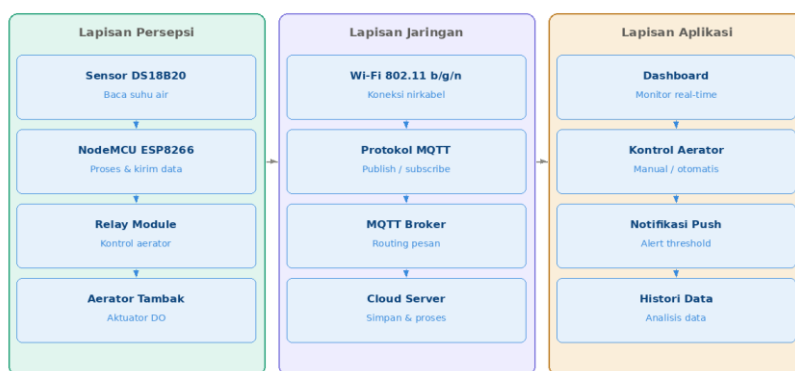 Lapisan Persepsi
Sensor DS18B20
Baca suhu air
NodeMCU ESP8266
Proses & kirim data
Relay Module
Kontrol aerator
Aerator Tambak
Aktuator DO
Lapisan Jaringan
Wi-Fi 802.11 b/g/n
Koneksi nirkabel
Protokol MQTT
Publish / subscribe
MQTT Broker
Routing pesan
Cloud Server
Simpan & proses
Lapisan Aplikasi
Dashboard
Monitor real-time
Kontrol Aerator
Manual / otomatis
Notifikasi Push
Alert threshold
Histori Data
Analisis data